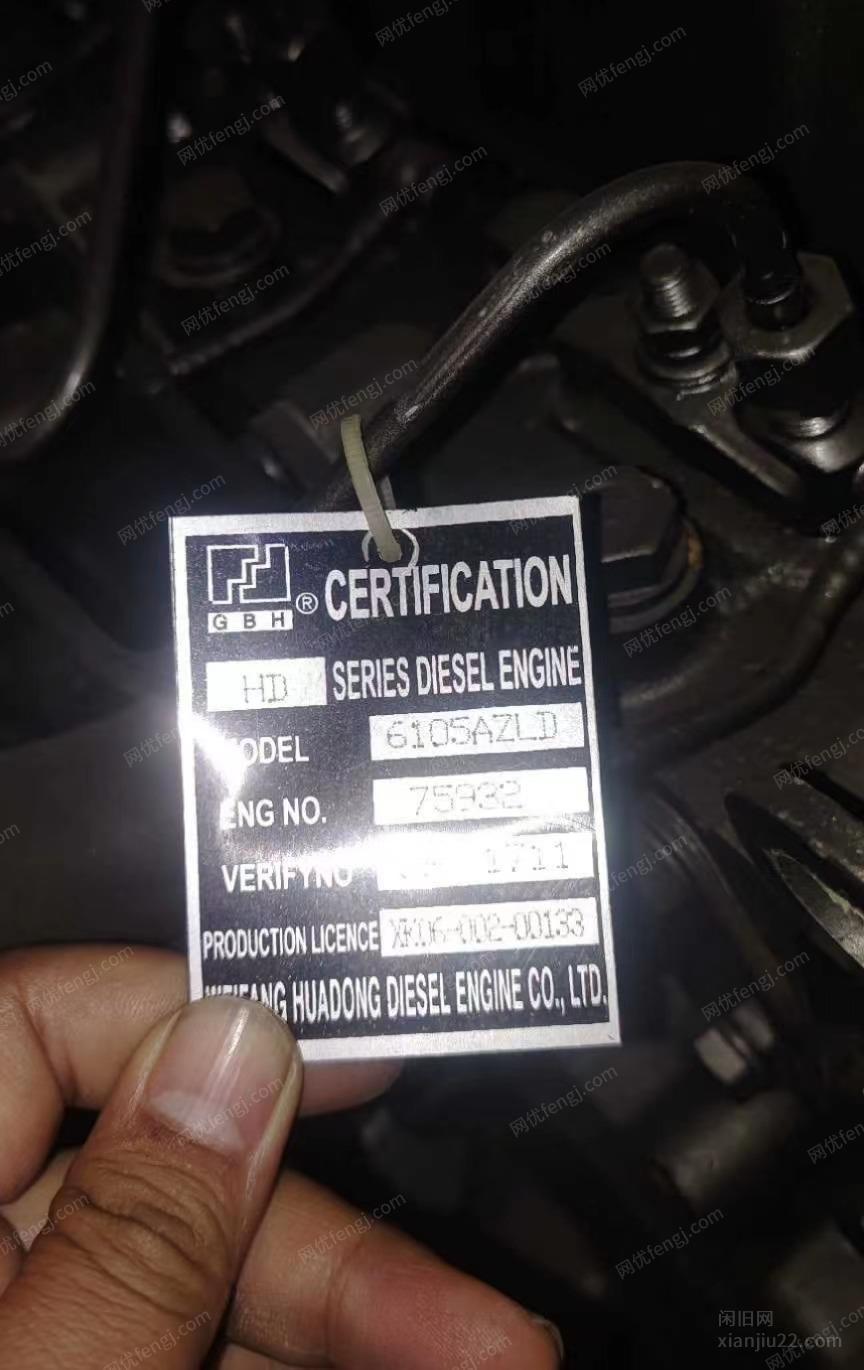 GBH ® CERTIFICATION
HD SERIES DIESEL ENGINE
MODEL 6105AZLD
ENG NO. 75932
VERIFYNO 1711
PRODUCTION LICENCE XK06-002-00133
WEIFANG HUADONG DIESEL ENGINE CO., LTD.
网优fengj.com
闲旧网
xianjiu22.com